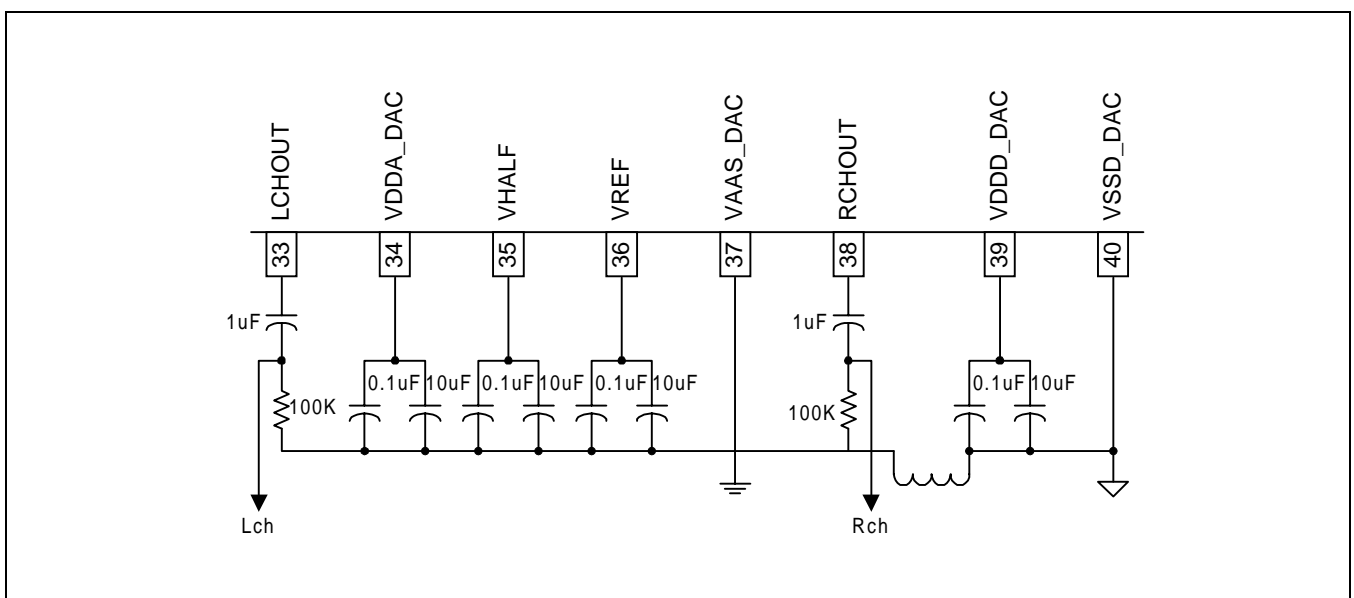 LCHOUT
VDDA_DAC
VHALF
VREF
VAAS_DAC
RCHOUT
VDDD_DAC
VSSD_DAC
33
34
35
36
37
38
39
40
1uF
1uF
0.1uF
10uF
0.1uF
10uF
0.1uF
10uF
0.1uF
10uF
100K
100K
Lch
Rch